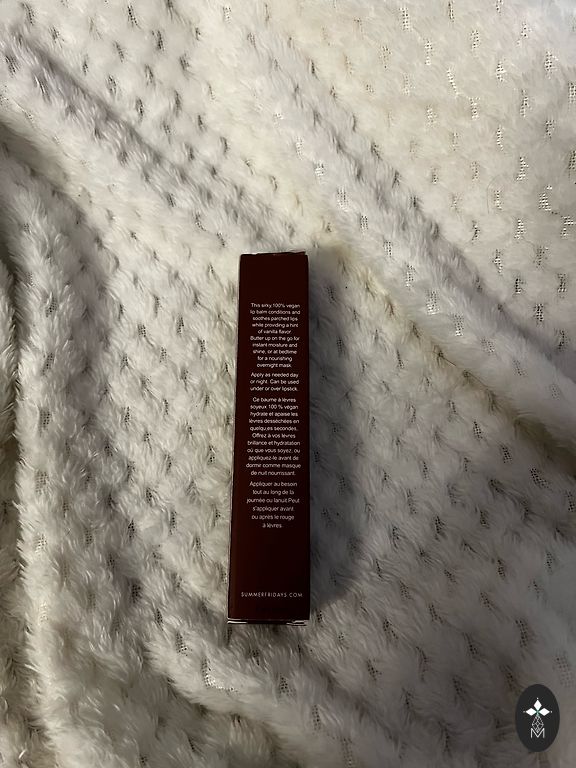 This silky 100% vegan
lip balm conditions and
soothes parched lips
while providing a hint
of vanilla flavor.
Butter up on the go for
instant moisture and
shine, or at bedtime
for a nourishing
overnight mask.
Apply as needed day
or night. Can be used
under or over lipstick.
Ce baume à lèvres
soyeux 100 % végan
hydrate et apaise les
lèvres desséchées en
quelques secondes.
Offrez à vos lèvres
brillance et hydratation
où que vous soyez, ou
appliquez-le avant de
dormir comme masque
de nuit nourrissant.
Appliquer au besoin
tout au long de la
journée ou lanuit Peut
s'appliquer avant
ou après le rouge
à lèvres.
SUMMERFRIDAYS.COM
M